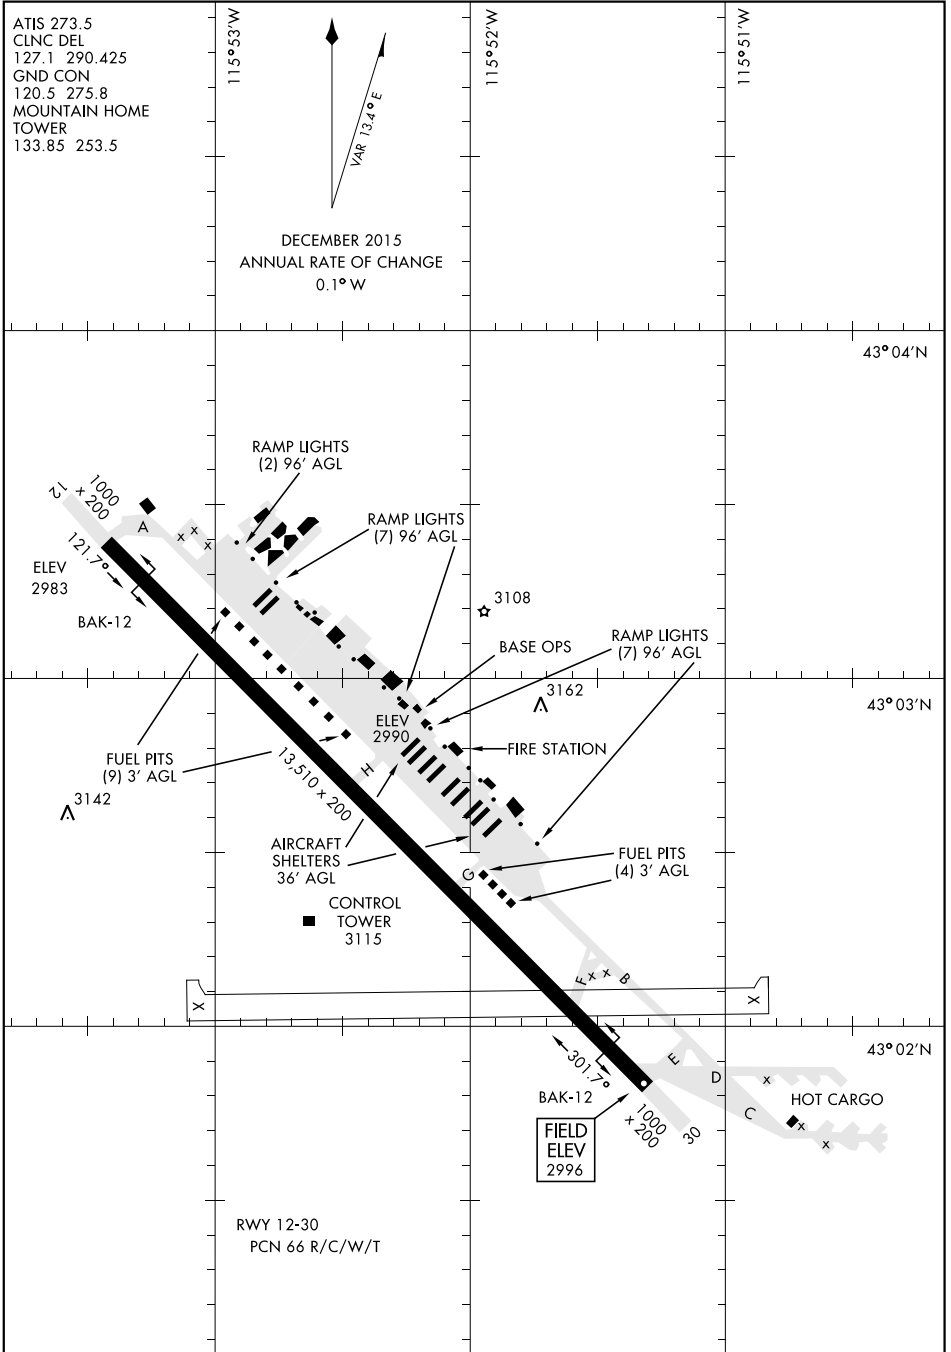 ATIS 273.5
CLNC DEL
127.1 290.425
GND CON
120.5 275.8
MOUNTAIN HOME
TOWER
133.85 253.5
115°53'W
115°52'W
115°51'W
VAR 13.4° E
DECEMBER 2015
ANNUAL RATE OF CHANGE
0.1° W
43° 04'N
RAMP LIGHTS
(2) 96' AGL
12
1000
x 200
A
x
x
x
RAMP LIGHTS
(7) 96' AGL
121.7°
ELEV
2983
BAK-12
3108
RAMP LIGHTS
(7) 96' AGL
BASE OPS
3162
43° 03'N
ELEV
2990
FIRE STATION
FUEL PITS
(9) 3' AGL
H
13,510 x 200
3142
AIRCRAFT
SHELTERS
36' AGL
FUEL PITS
(4) 3' AGL
G
CONTROL
TOWER
3115
F
x
x
B
X
X
43° 02'N
301.7°
E
D
x
BAK-12
1000
x 200
30
C
HOT CARGO
x
x
FIELD
ELEV
2996
RWY 12-30
PCN 66 R/C/W/T